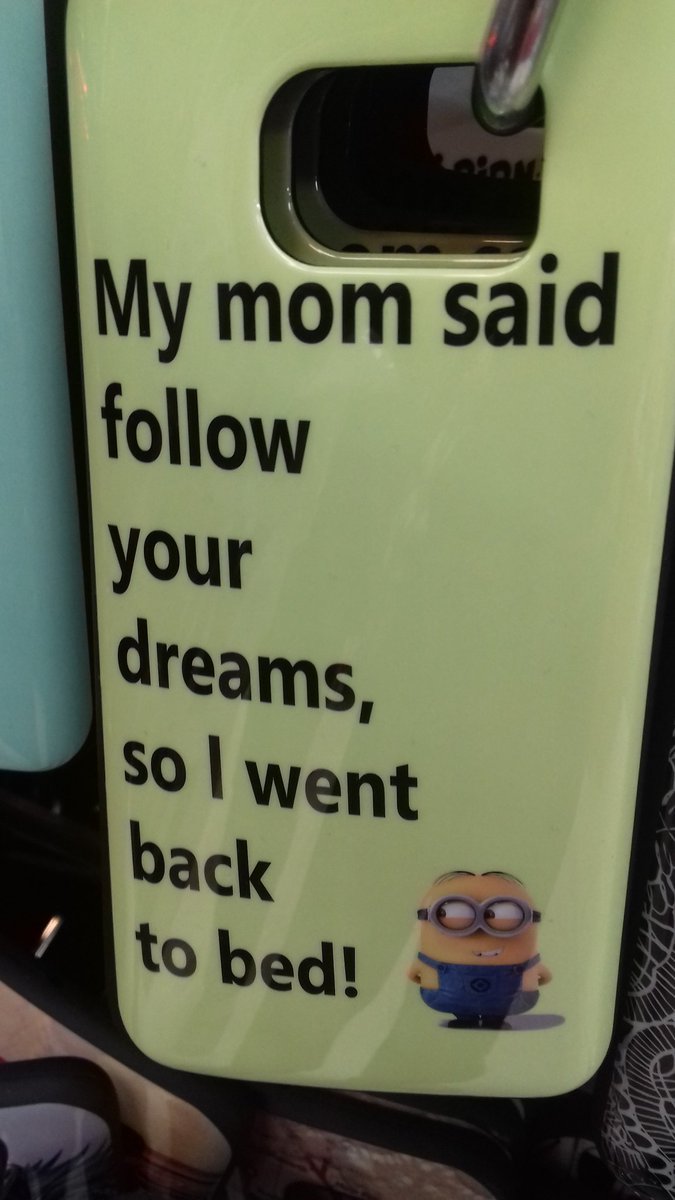 My mom said
follow
your
dreams,
so I went
back
to bed!